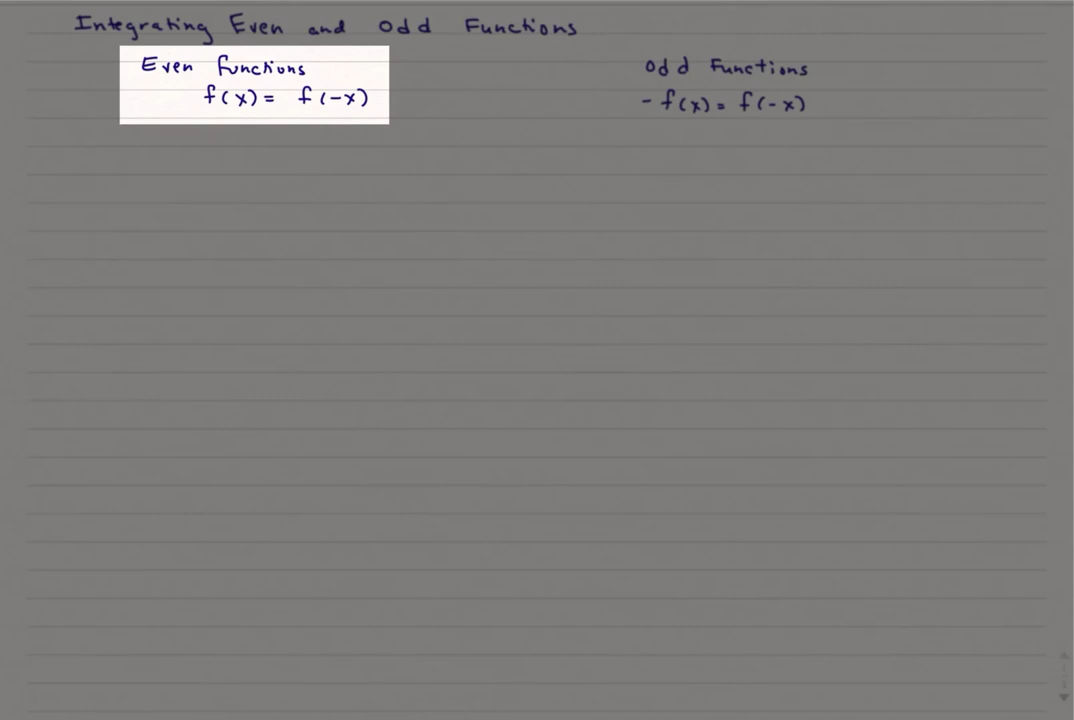 Integrating Even and Odd Functions
Even Functions
f(x) = f(-x)
Odd Functions
- f(x) = f(-x)